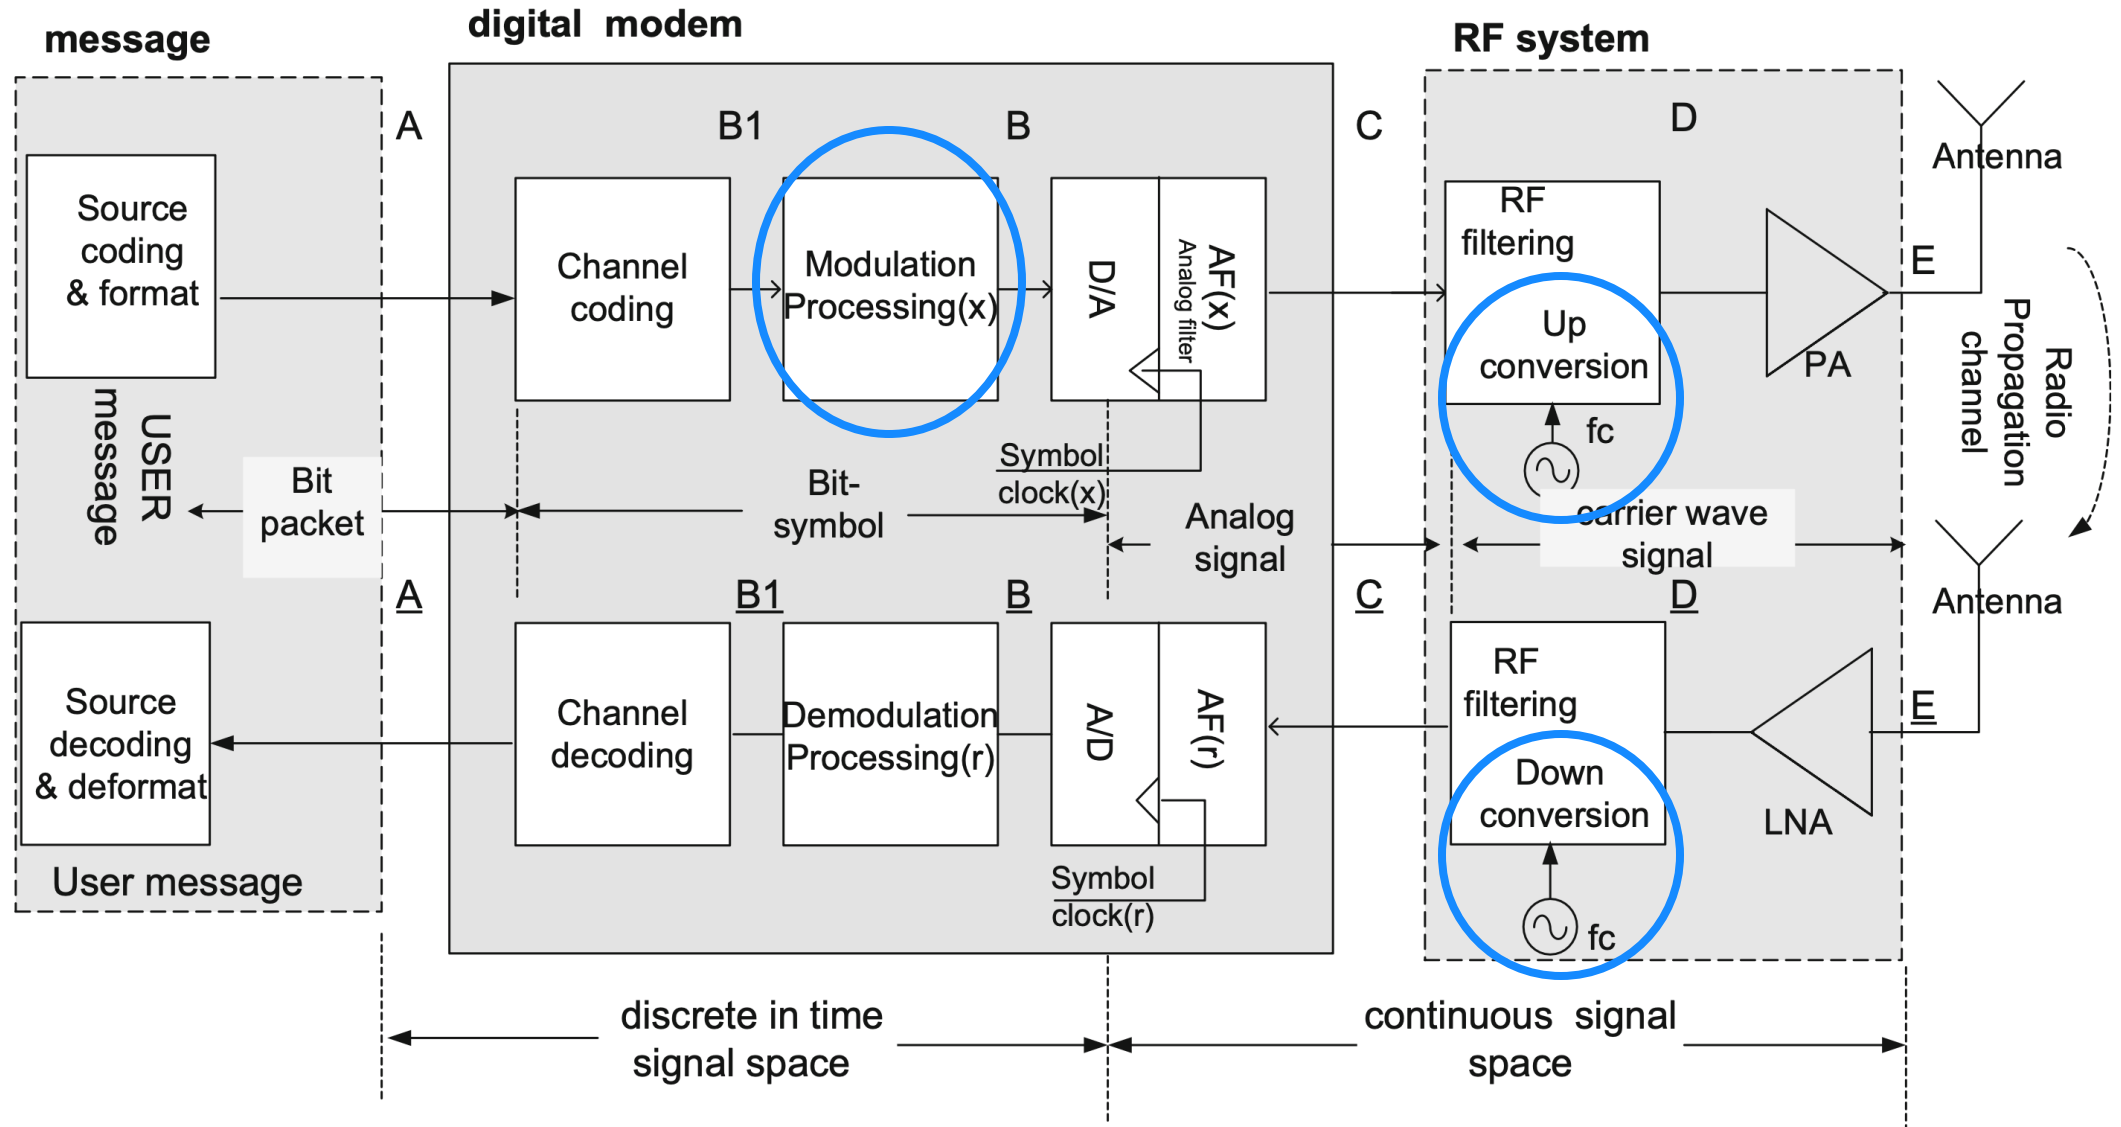 message
digital modem
RF system
A
B1
B
C
D
Antenna
Source
coding
& format
Channel
coding
Modulation
Processing(x)
D/A
AF(x)
Analog filter
RF
filtering
Up
conversion
fc
PA
E
Radio
Propagation
channel
USER
message
Bit
packet
Bit-
symbol
Symbol
clock(x)
Analog
signal
carrier wave
signal
A
B1
B
C
D
Antenna
Source
decoding
& deformat
Channel
decoding
Demodulation
Processing(r)
A/D
AF(r)
RF
filtering
Down
conversion
fc
LNA
E
User message
Symbol
clock(r)
discrete in time
signal space
continuous signal
space